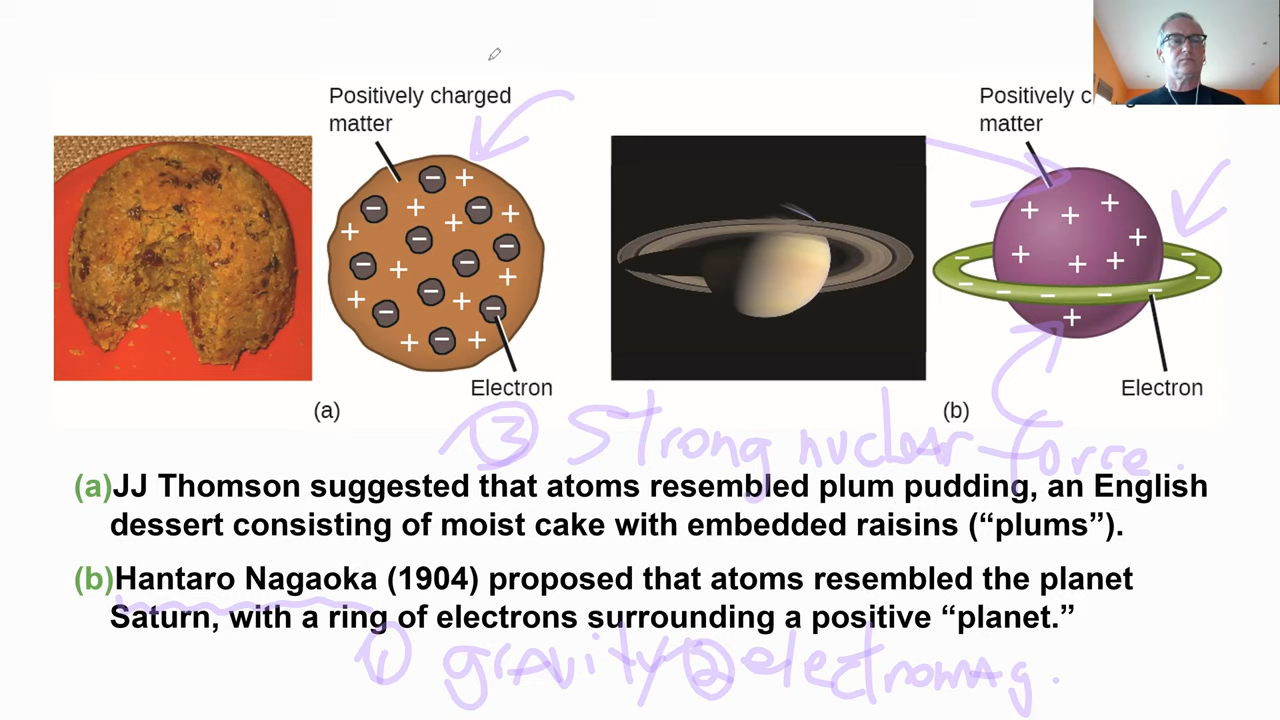 Positively charged
matter
Electron
(a)
Positively c
matter
Electron
(b)
③ Strong nuclear force.
(a)JJ Thomson suggested that atoms resembled plum pudding, an English
dessert consisting of moist cake with embedded raisins (“plums”).
(b)Hantaro Nagaoka (1904) proposed that atoms resembled the planet
Saturn, with a ring of electrons surrounding a positive “planet.”
① gravity ② electromag.